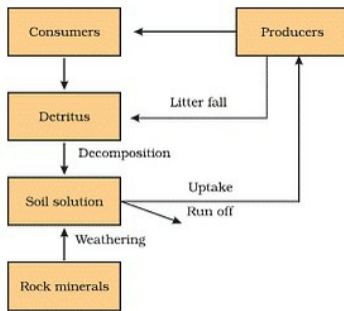 Consumers
Producers
Litter fall
Detritus
Decomposition
Uptake
Soil solution
Run off
Weathering
Rock minerals